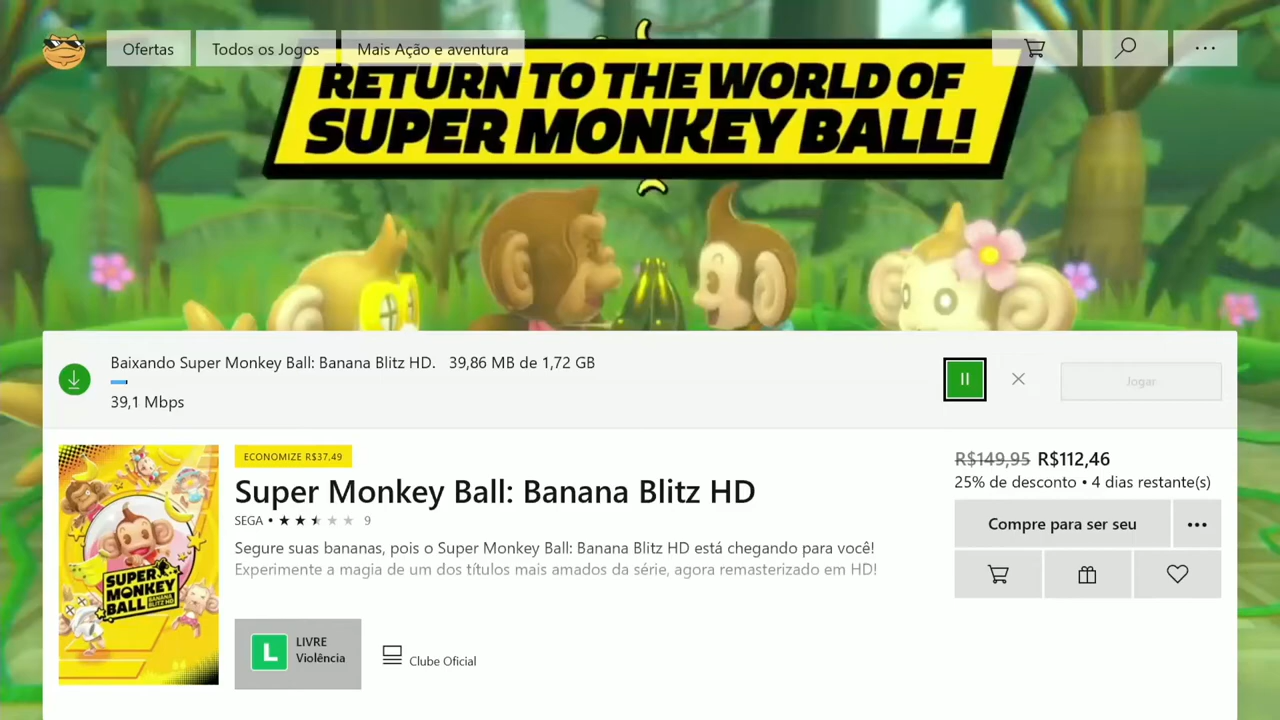 Ofertas
Todos os Jogos
Mais Ação e aventura
RETURN TO THE WORLD OF
SUPER MONKEY BALL!
Baixando Super Monkey Ball: Banana Blitz HD. 39,86 MB de 1,72 GB
39,1 Mbps
Jogar
SUPER
MONKEY
BALL
BANANA
BLITZ HD
ECONOMIZE R$37,49
Super Monkey Ball: Banana Blitz HD
SEGA • 9
Segure suas bananas, pois o Super Monkey Ball: Banana Blitz HD está chegando para você!
Experimente a magia de um dos títulos mais amados da série, agora remasterizado em HD!
L
LIVRE
Violência
Clube Oficial
R$149,95 R$112,46
25% de desconto • 4 dias restante(s)
Compre para ser seu